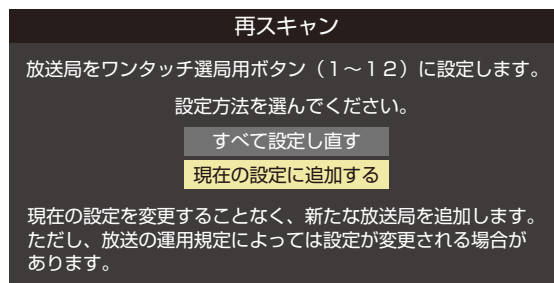 再スキャン
放送局をワンタッチ選局用ボタン（１～１２）に設定します。
設定方法を選んでください。
すべて設定し直す
現在の設定に追加する
現在の設定を変更することなく、新たな放送局を追加します。
ただし、放送の運用規定によっては設定が変更される場合が
あります。